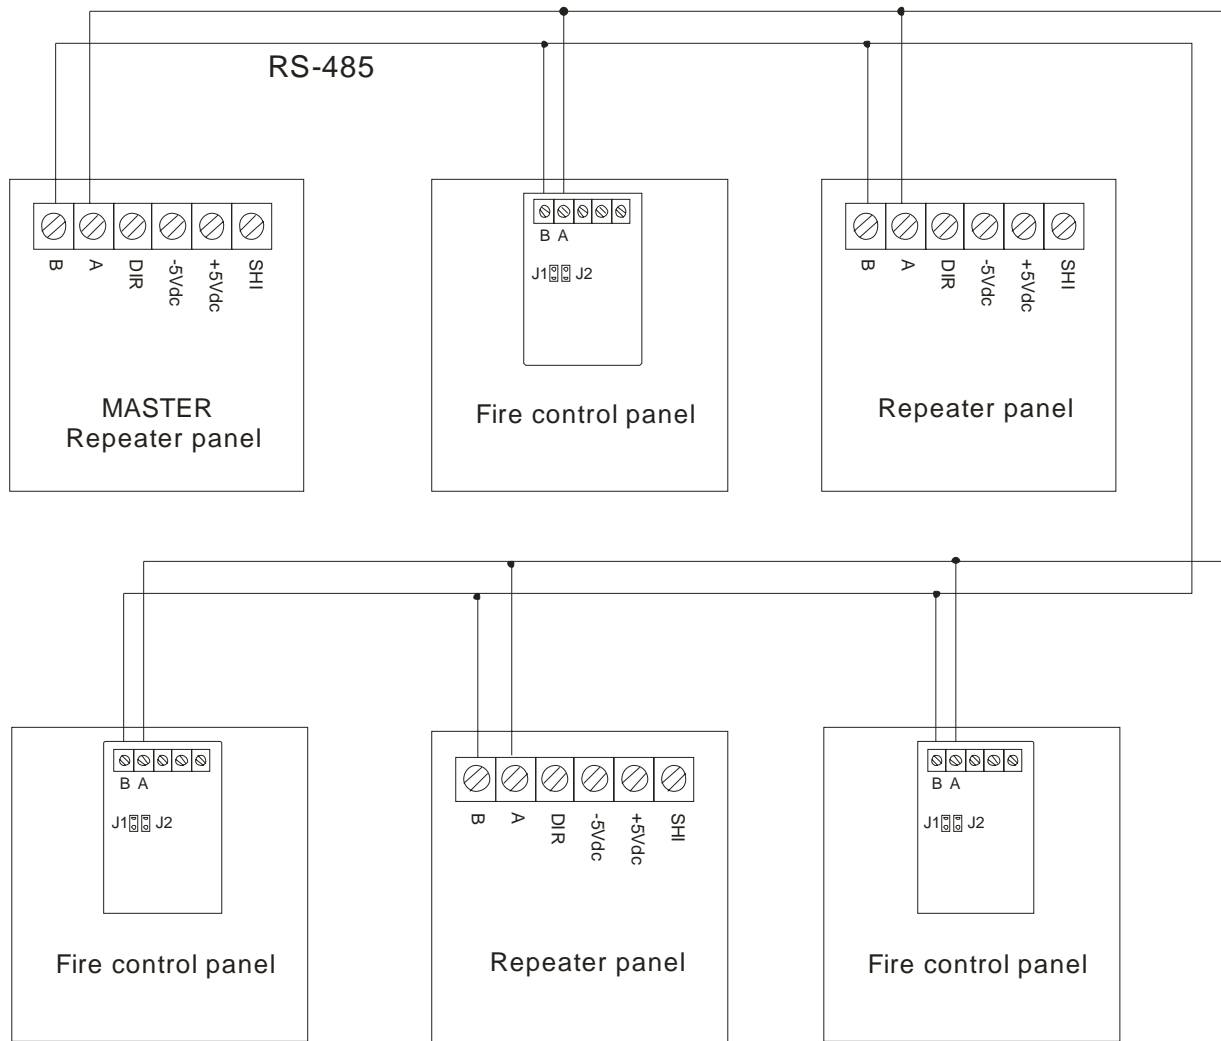 RS-485
B A DIR -5Vdc +5Vdc SHI
MASTER
Repeater panel
B A
J1 J2
Fire control panel
B A DIR -5Vdc +5Vdc SHI
Repeater panel
B A
J1 J2
Fire control panel
B A DIR -5Vdc +5Vdc SHI
Repeater panel
B A
J1 J2
Fire control panel